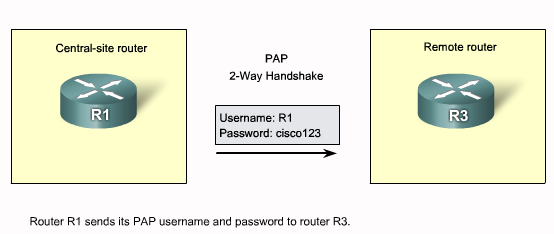 Central-site router
R1
PAP
2-Way Handshake
Username: R1
Password: cisco123
Remote router
R3
Router R1 sends its PAP username and password to router R3.